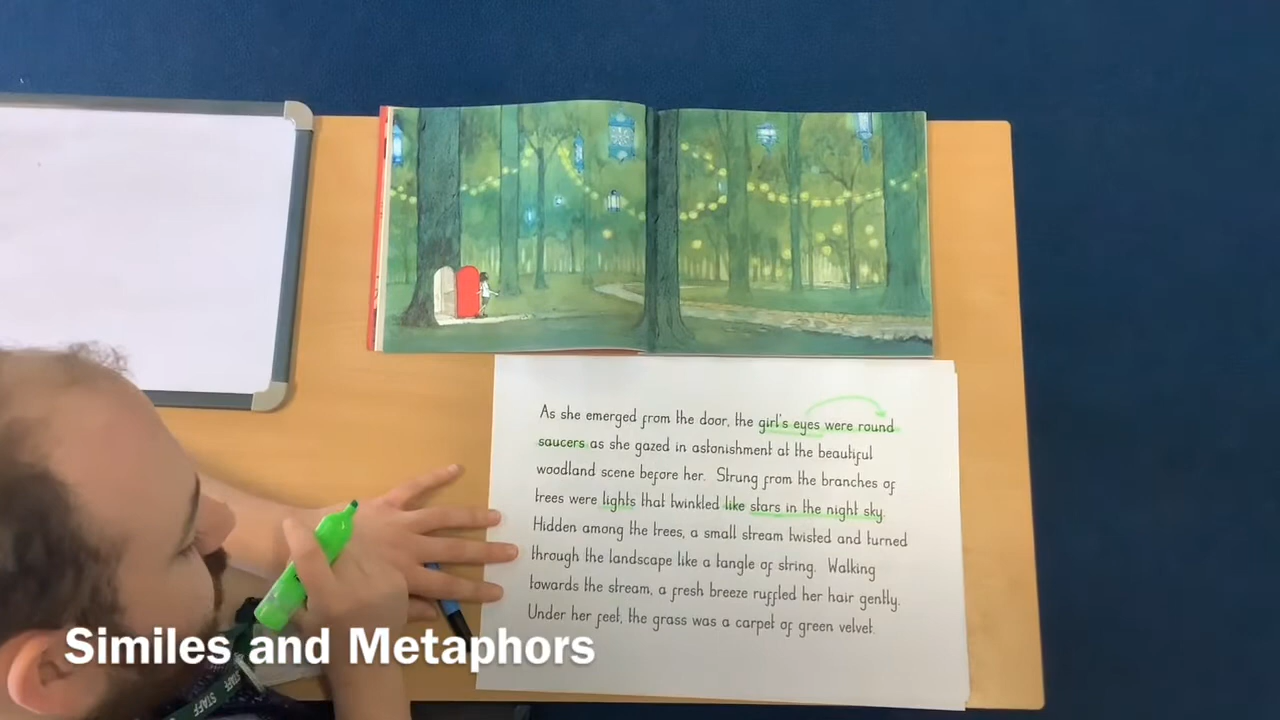 As she emerged from the door, the girl's eyes were round
saucers as she gazed in astonishment at the beautiful
woodland scene before her. Strung from the branches of
trees were lights that twinkled like stars in the night sky.
Hidden among the trees, a small stream twisted and turned
through the landscape like a tangle of string. Walking
towards the stream, a fresh breeze ruffled her hair gently.
Under her feet, the grass was a carpet of green velvet.
Similes and Metaphors
STAFF
STAFF